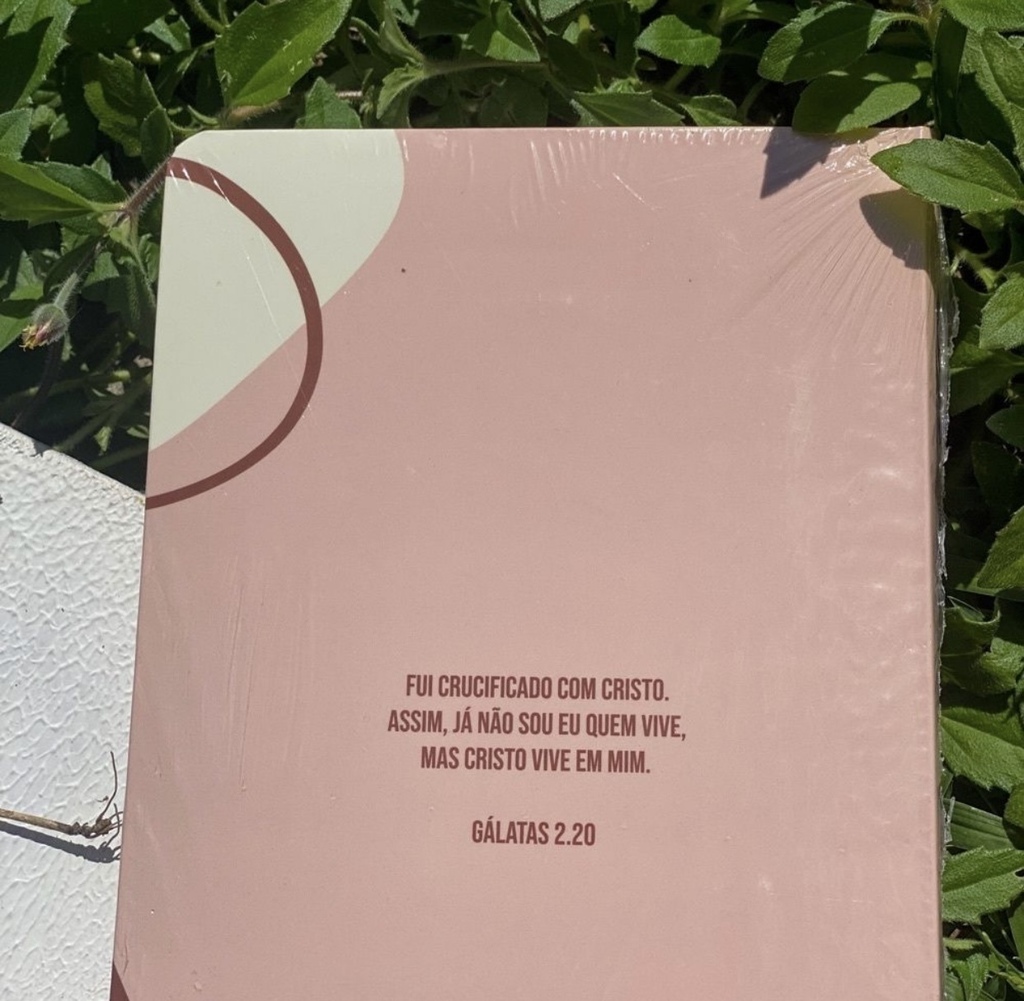 FUI CRUCIFICADO COM CRISTO.
ASSIM, JÁ NÃO SOU EU QUEM VIVE,
MAS CRISTO VIVE EM MIM.
GÁLATAS 2.20